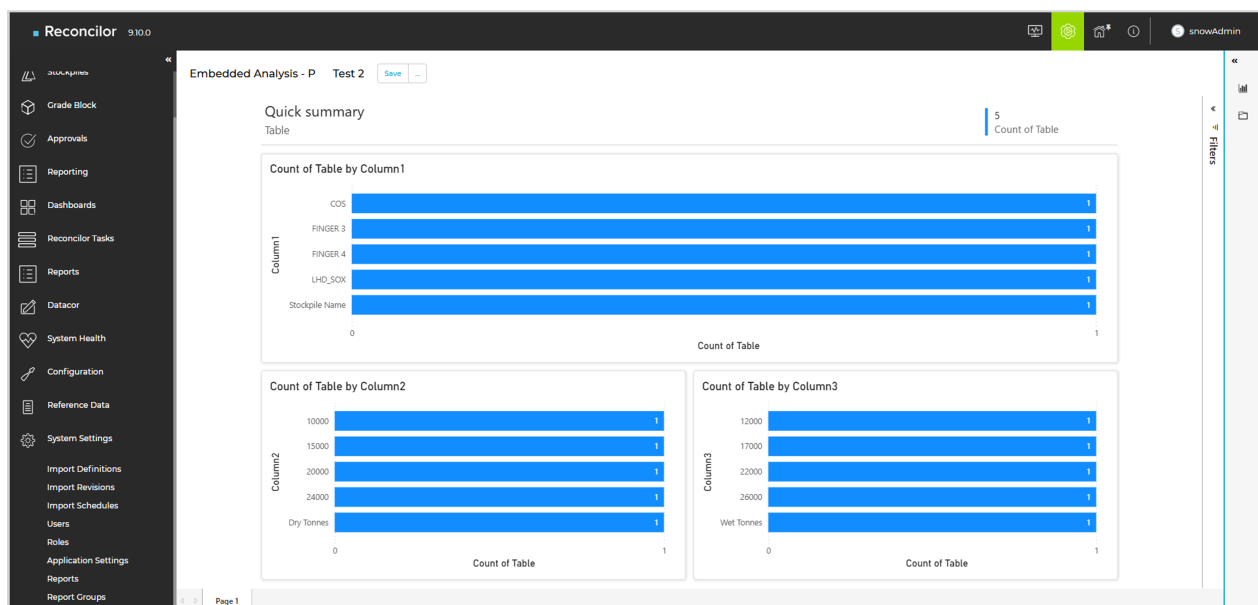 Reconcilor 9.10.0
S snowAdmin
«
Stockpiles
Grade Block
Approvals
Reporting
Dashboards
Reconcilor Tasks
Reports
Datacor
System Health
Configuration
Reference Data
System Settings
Import Definitions
Import Revisions
Import Schedules
Users
Roles
Application Settings
Reports
Report Groups
Embedded Analysis - P Test 2 Save ...
Quick summary
Table
5
Count of Table
Count of Table by Column1
Column1
COS 1
FINGER 3 1
FINGER 4 1
LHD_SOX 1
Stockpile Name 1
0 1
Count of Table
Count of Table by Column2
Column2
10000 1
15000 1
20000 1
24000 1
Dry Tonnes 1
0 1
Count of Table
Count of Table by Column3
Column3
12000 1
17000 1
22000 1
26000 1
Wet Tonnes 1
0 1
Count of Table
Page 1
«
Filters
«